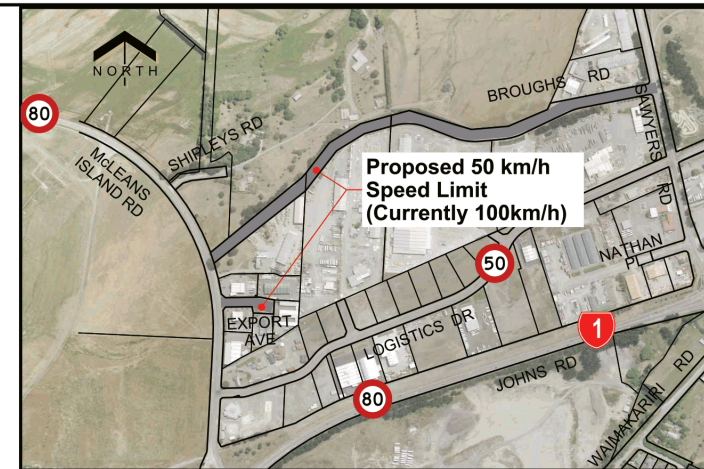 NORTH
80
McLEANS
ISLAND RD
SHIPLEYS RD
BROUGHS RD
SAWYERS
RD
Proposed 50 km/h
Speed Limit
(Currently 100km/h)
50
NATHAN
PL
EXPORT
AVE
LOGISTICS DR
1
80
JOHNS RD
WAIMAKARIRI RD